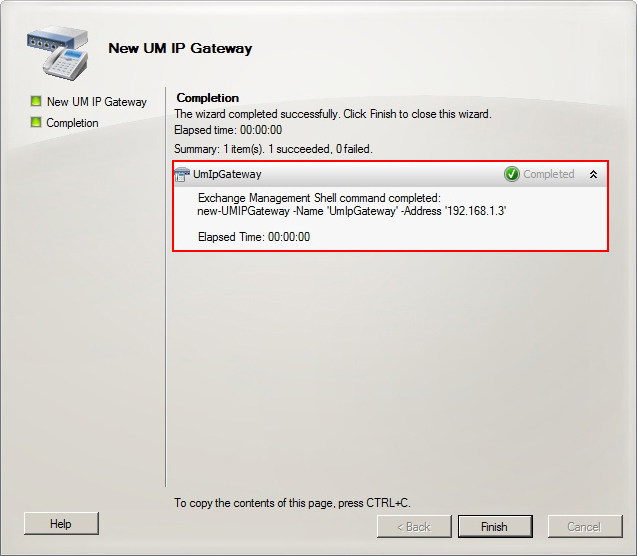 New UM IP Gateway
New UM IP Gateway
Completion
Completion
The wizard completed successfully. Click Finish to close this wizard.
Elapsed time: 00:00:00
Summary: 1 item(s). 1 succeeded, 0 failed.
UmIpGateway
Completed
Exchange Management Shell command completed:
new-UMIPGateway -Name 'UmIpGateway' -Address '192.168.1.3'
Elapsed Time: 00:00:00
To copy the contents of this page, press CTRL+C.
Help
< Back
Finish
Cancel